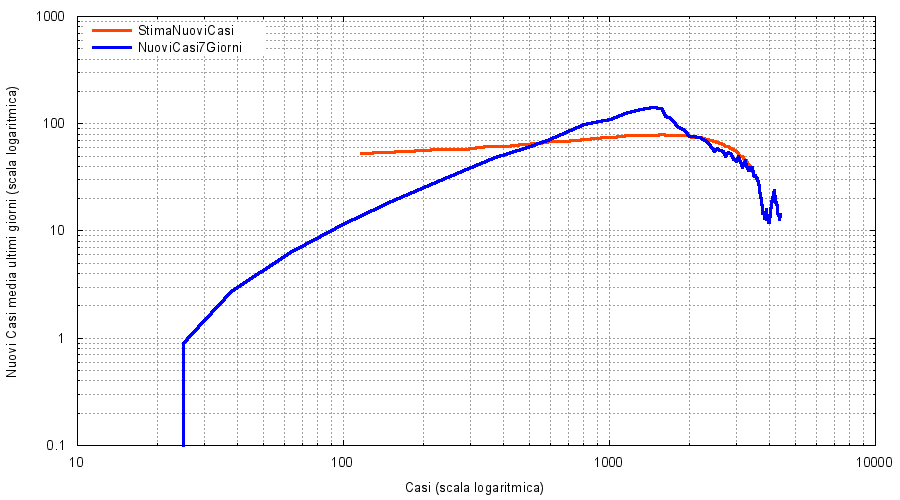 1000
100
10
1
0.1
StimaNuoviCasi
NuoviCasi7Giorni
Nuovi Casi media ultimi giorni (scala logaritmica)
10
100
1000
10000
Casi (scala logaritmica)